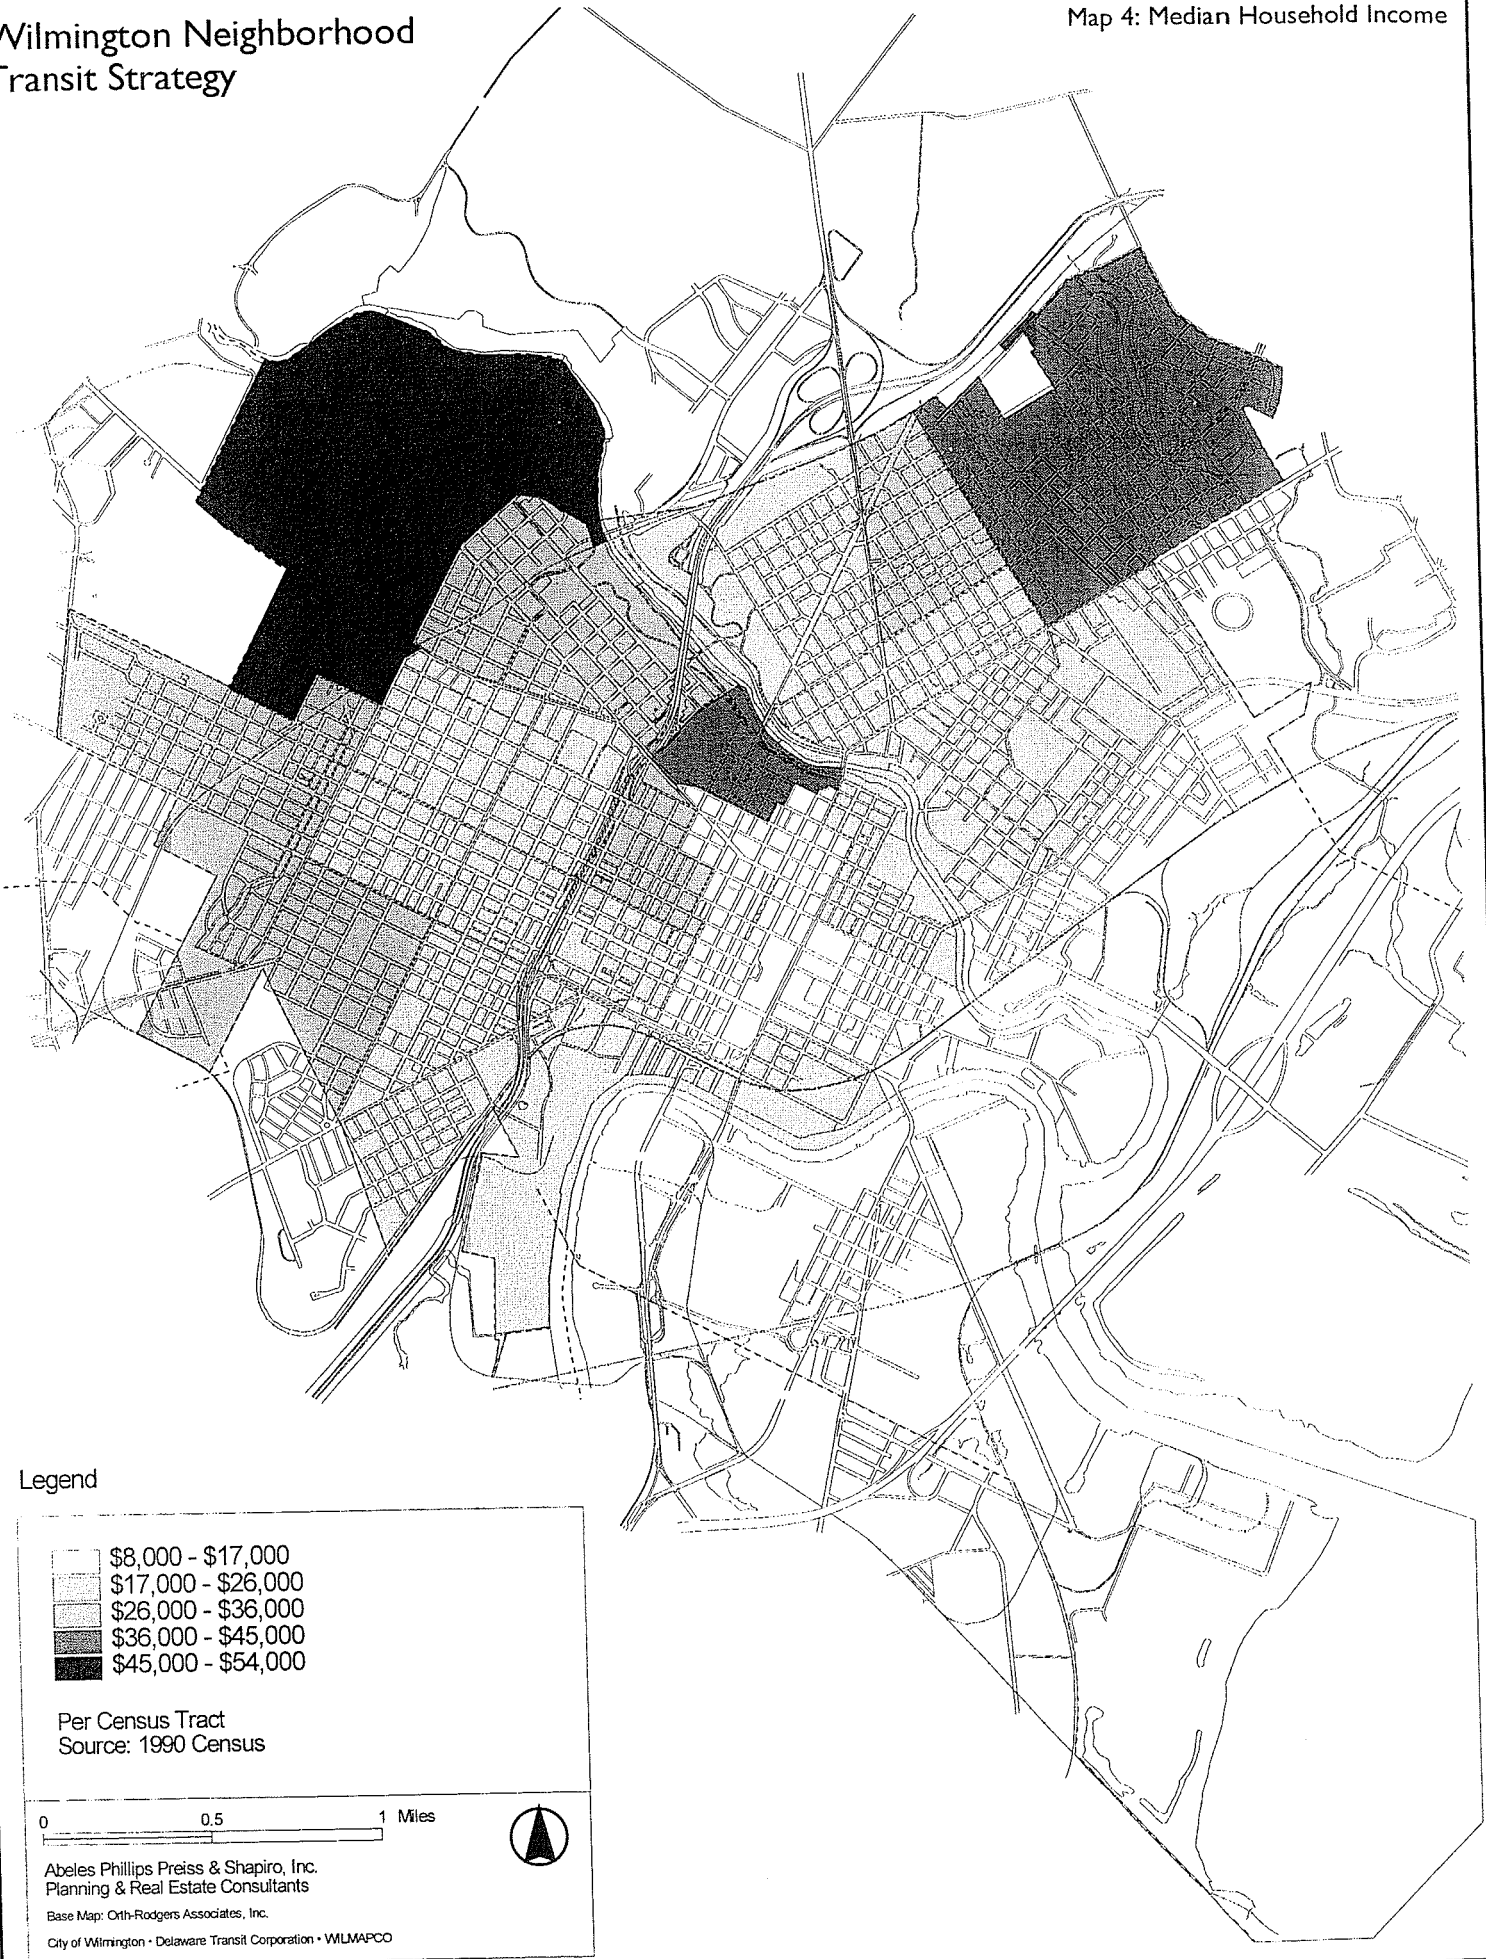 Wilmington Neighborhood
Transit Strategy
Map 4: Median Household Income
Legend
$8,000 - $17,000
$17,000 - $26,000
$26,000 - $36,000
$36,000 - $45,000
$45,000 - $54,000
Per Census Tract
Source: 1990 Census
0 0.5 1 Miles
Abeles Phillips Preiss & Shapiro, Inc.
Planning & Real Estate Consultants
Base Map: Orth-Rodgers Associates, Inc.
City of Wilmington • Delaware Transit Corporation • WILMAPCO